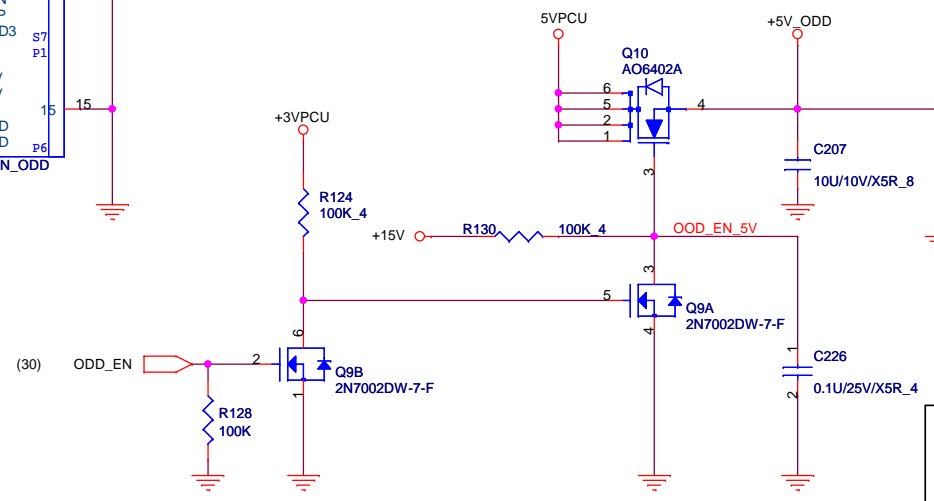 5VPCU
+5V_ODD
D3
S7
P1
Q10
AO6402A
6
5
2
1
4
15
15
+3VPCU
D
D
P6
N_ODD
C207
10U/10V/X5R_8
3
R124
100K_4
+15V
R130
100K_4
OOD_EN_5V
3
5
Q9A
2N7002DW-7-F
4
6
(30)
ODD_EN
2
Q9B
2N7002DW-7-F
1
1
C226
0.1U/25V/X5R_4
2
R128
100K